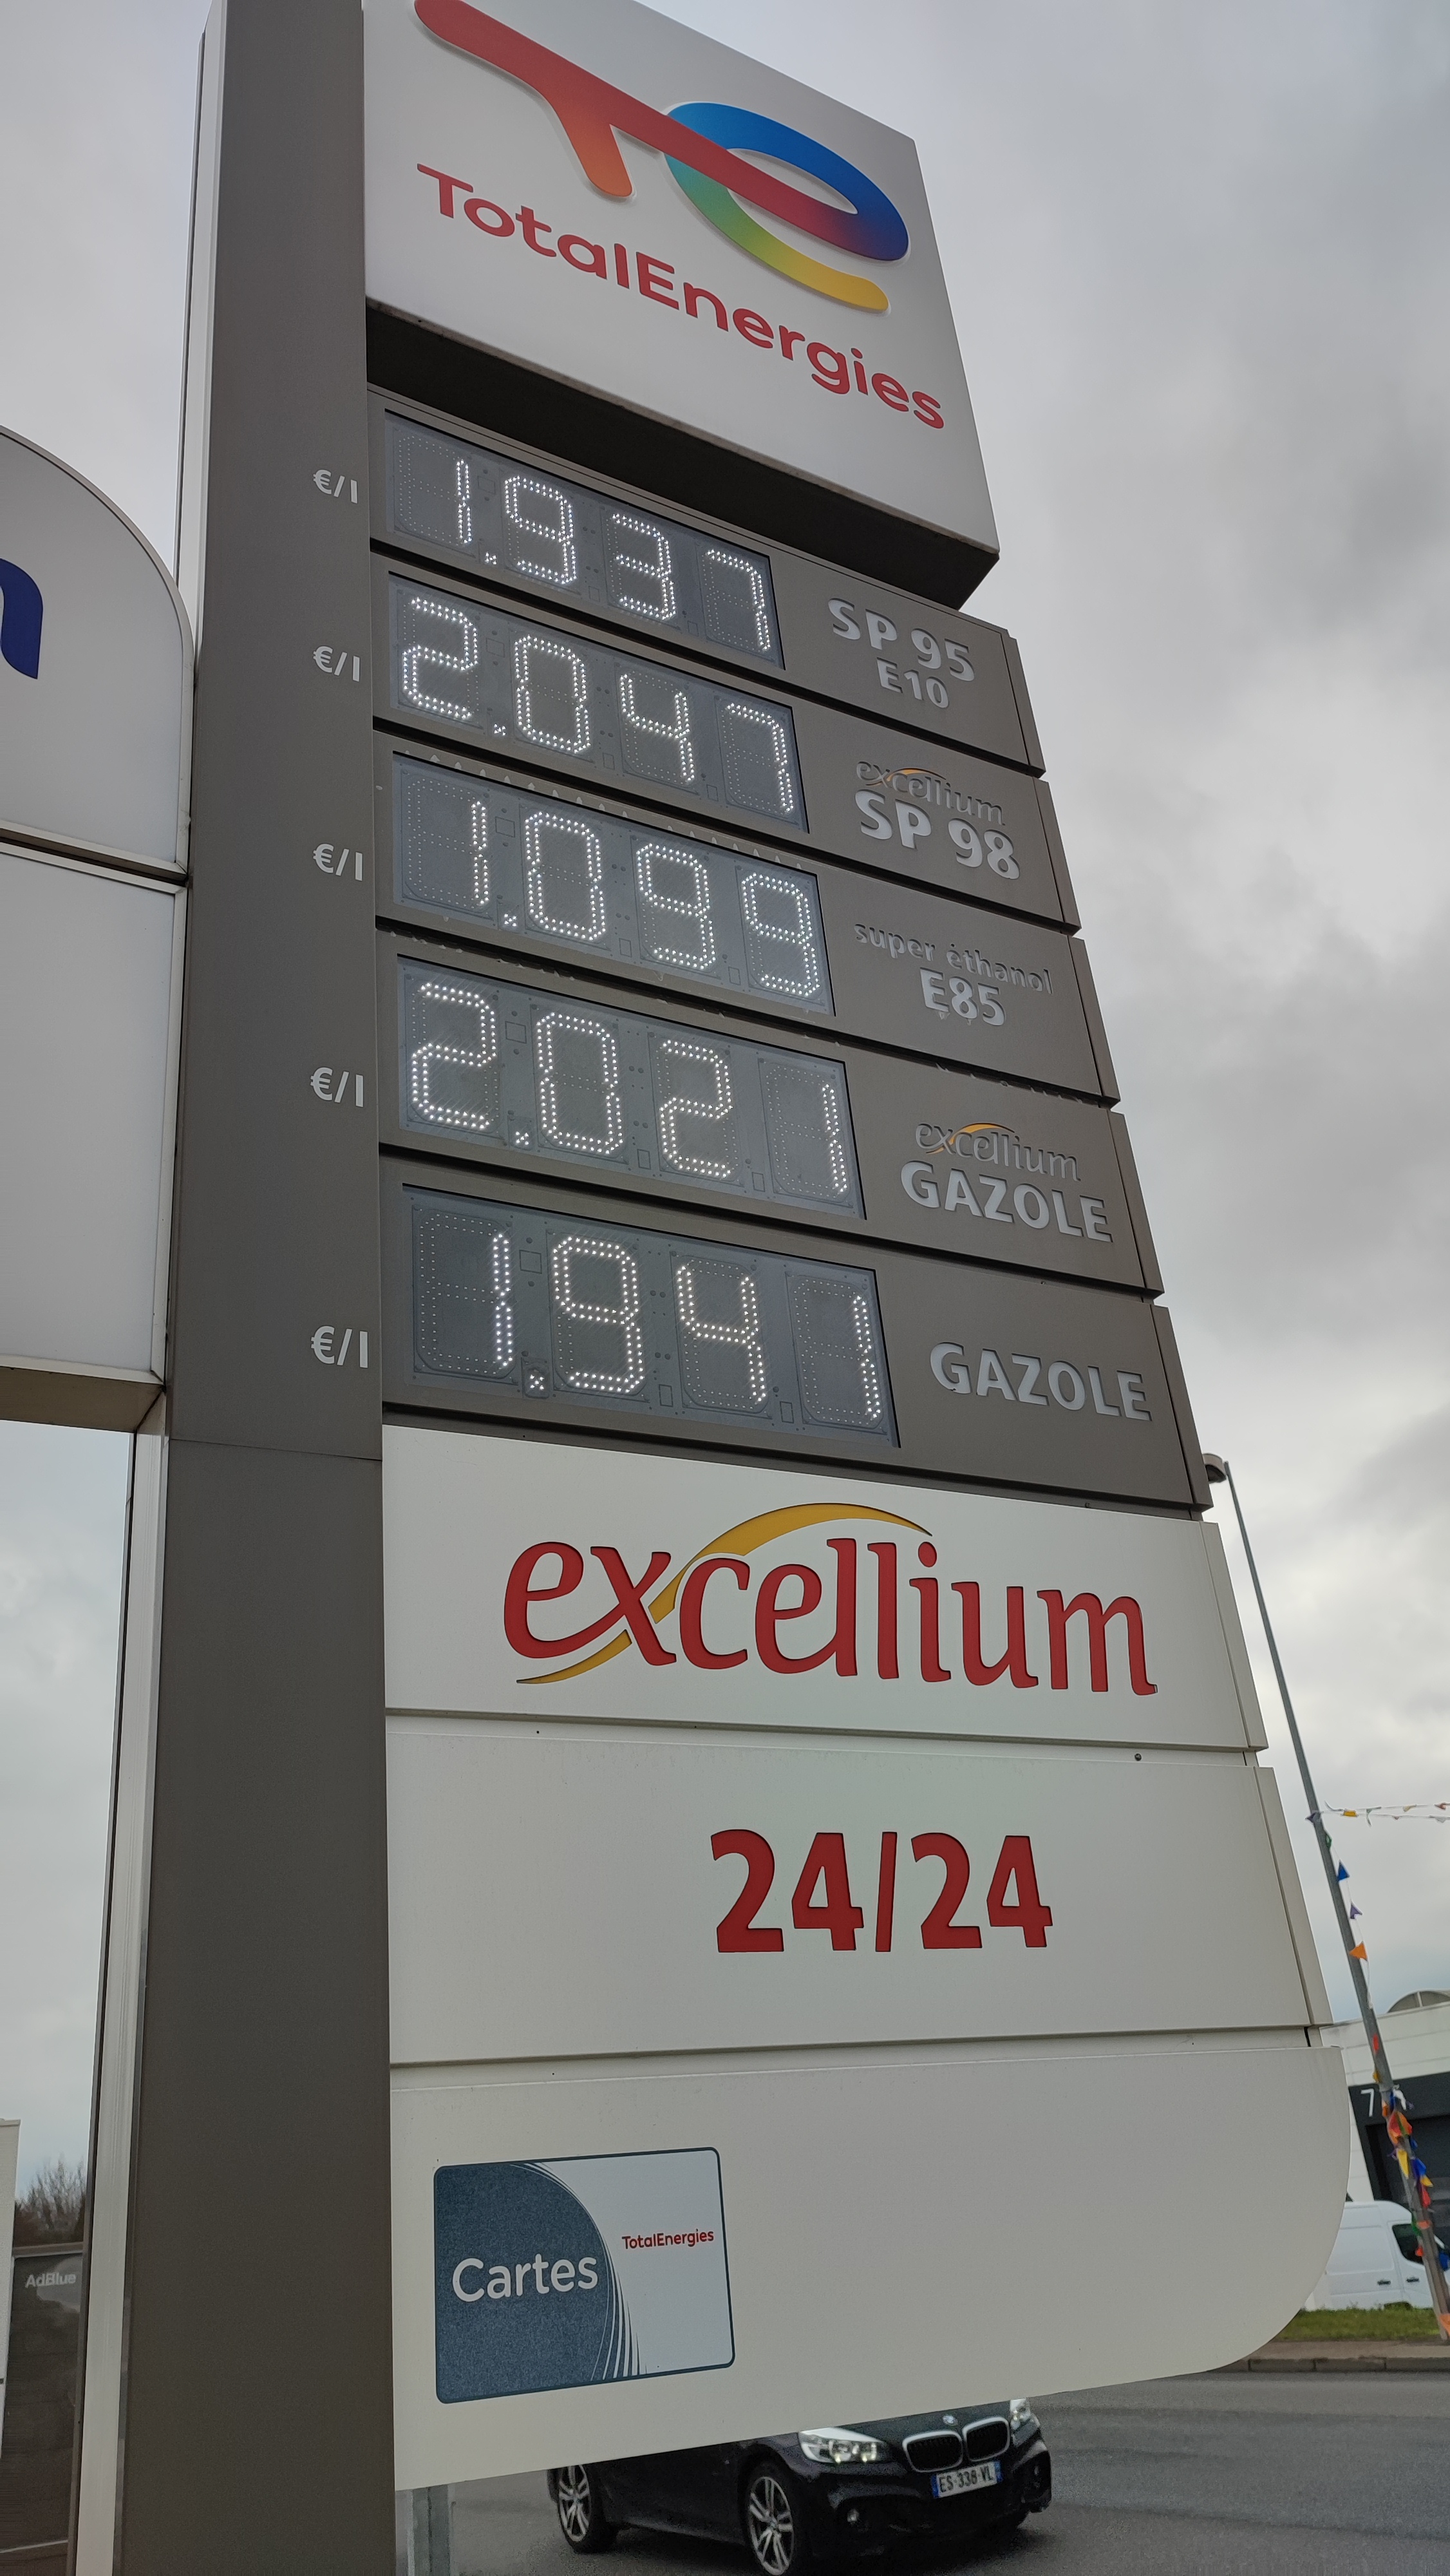 TotalEnergies
€/l 1.937 SP 95
E10
€/l 2.047 excellium
SP 98
€/l 1.099 super éthanol
E85
€/l 2.021 excellium
GAZOLE
€/l 1.941 GAZOLE
excellium
24/24
Cartes TotalEnergies
AdBlue
ES-338-VL